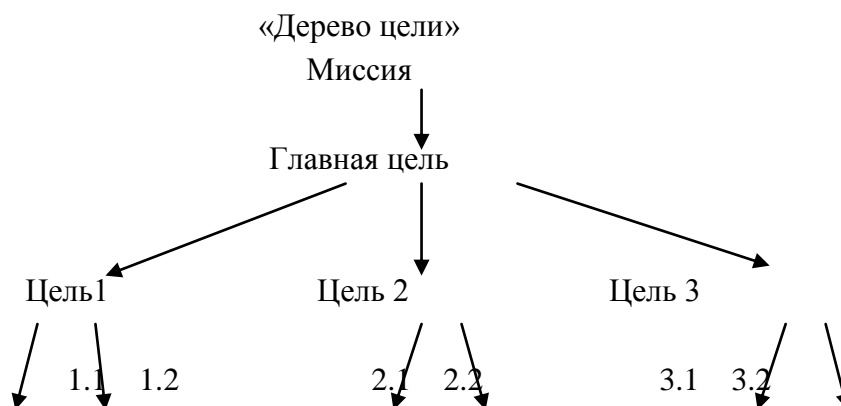 «Дерево цели»
Миссия
Главная цель
Цель1 Цель 2 Цель 3
1.1 1.2 2.1 2.2 3.1 3.2